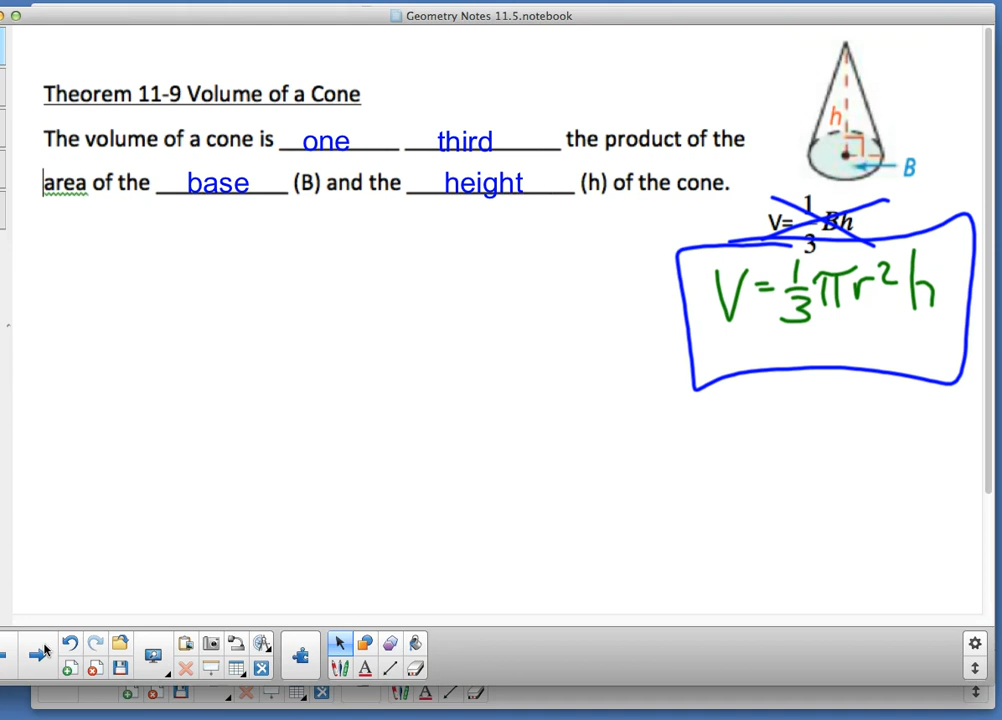 Geometry Notes 11.5.notebook
Theorem 11-9 Volume of a Cone
The volume of a cone is one third the product of the
area of the base (B) and the height (h) of the cone.
h
B
V= 1/3 Bh
V = 1/3 πr² h